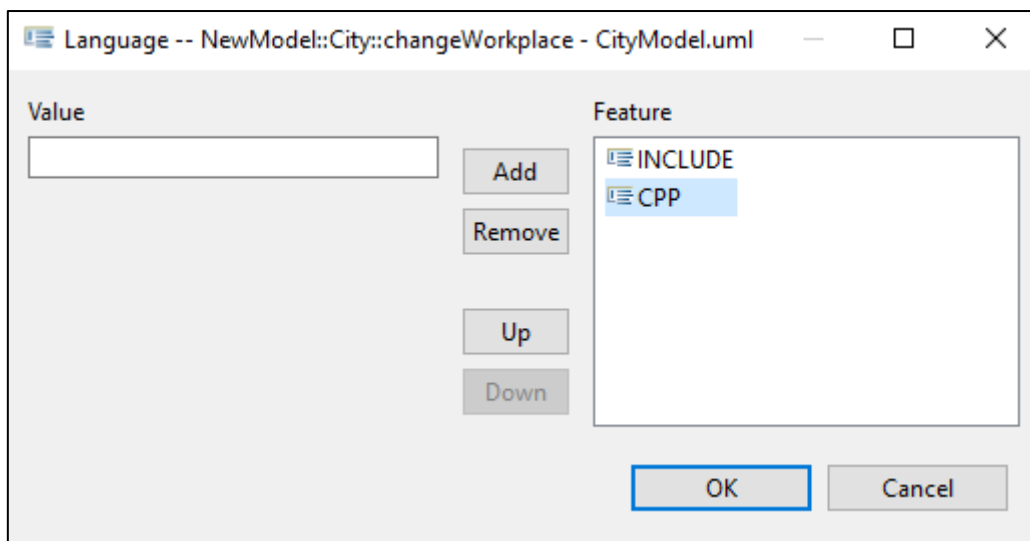 Language -- NewModel::City::changeWorkplace - CityModel.uml
Value
Feature
Add
Remove
Up
Down
INCLUDE
CPP
OK
Cancel